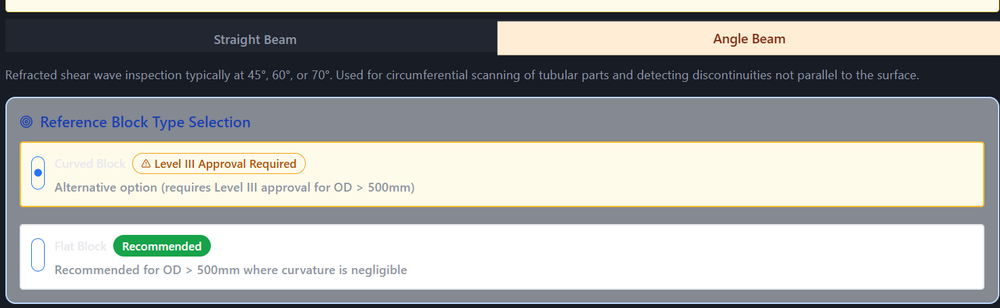 Straight Beam
Angle Beam
Refracted shear wave inspection typically at 45°, 60°, or 70°. Used for circumferential scanning of tubular parts and detecting discontinuities not parallel to the surface.
Reference Block Type Selection
Curved Block Level III Approval Required
Alternative option (requires Level III approval for OD > 500mm)
Flat Block Recommended
Recommended for OD > 500mm where curvature is negligible